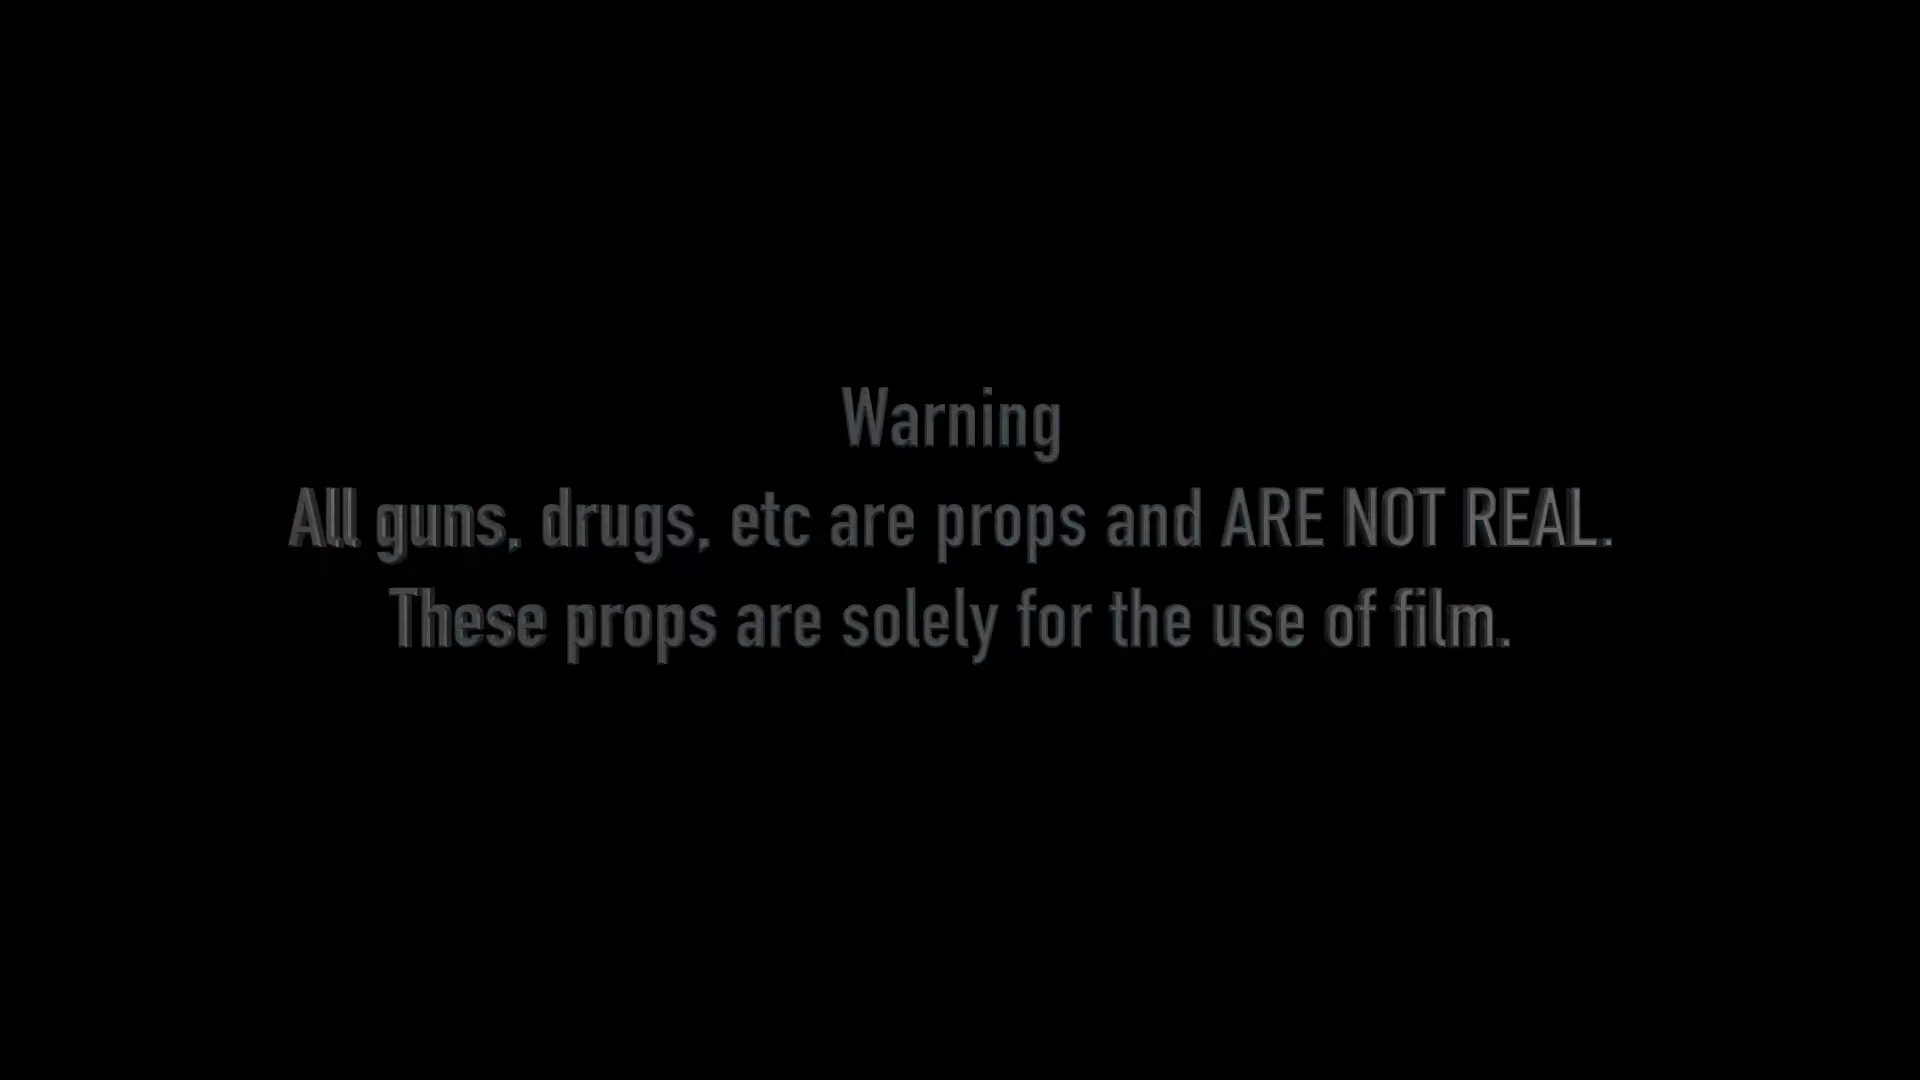 Warning
All guns, drugs, etc are props and ARE NOT REAL.
These props are solely for the use of film.